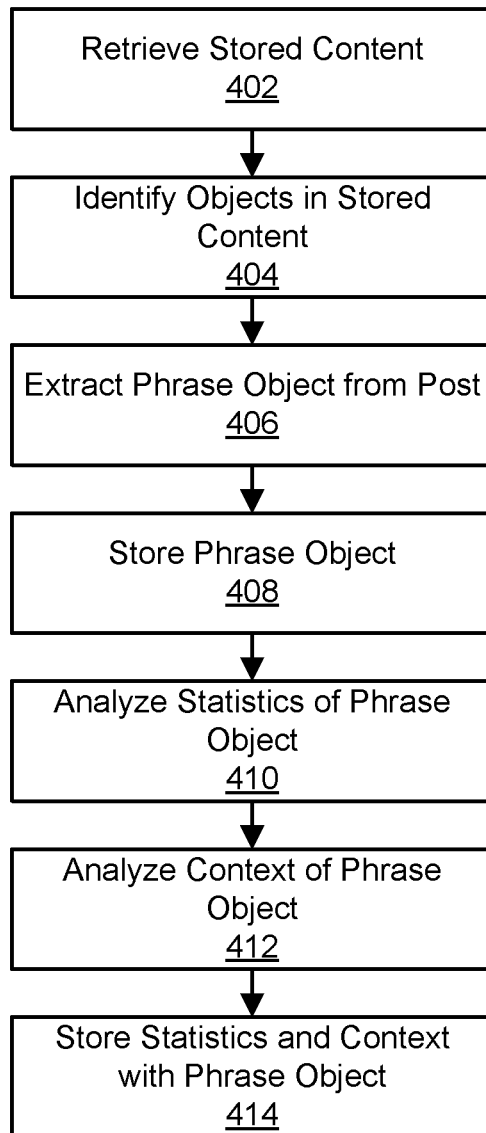 Retrieve Stored Content
402
Identify Objects in Stored
Content
404
Extract Phrase Object from Post
406
Store Phrase Object
408
Analyze Statistics of Phrase
Object
410
Analyze Context of Phrase
Object
412
Store Statistics and Context
with Phrase Object
414